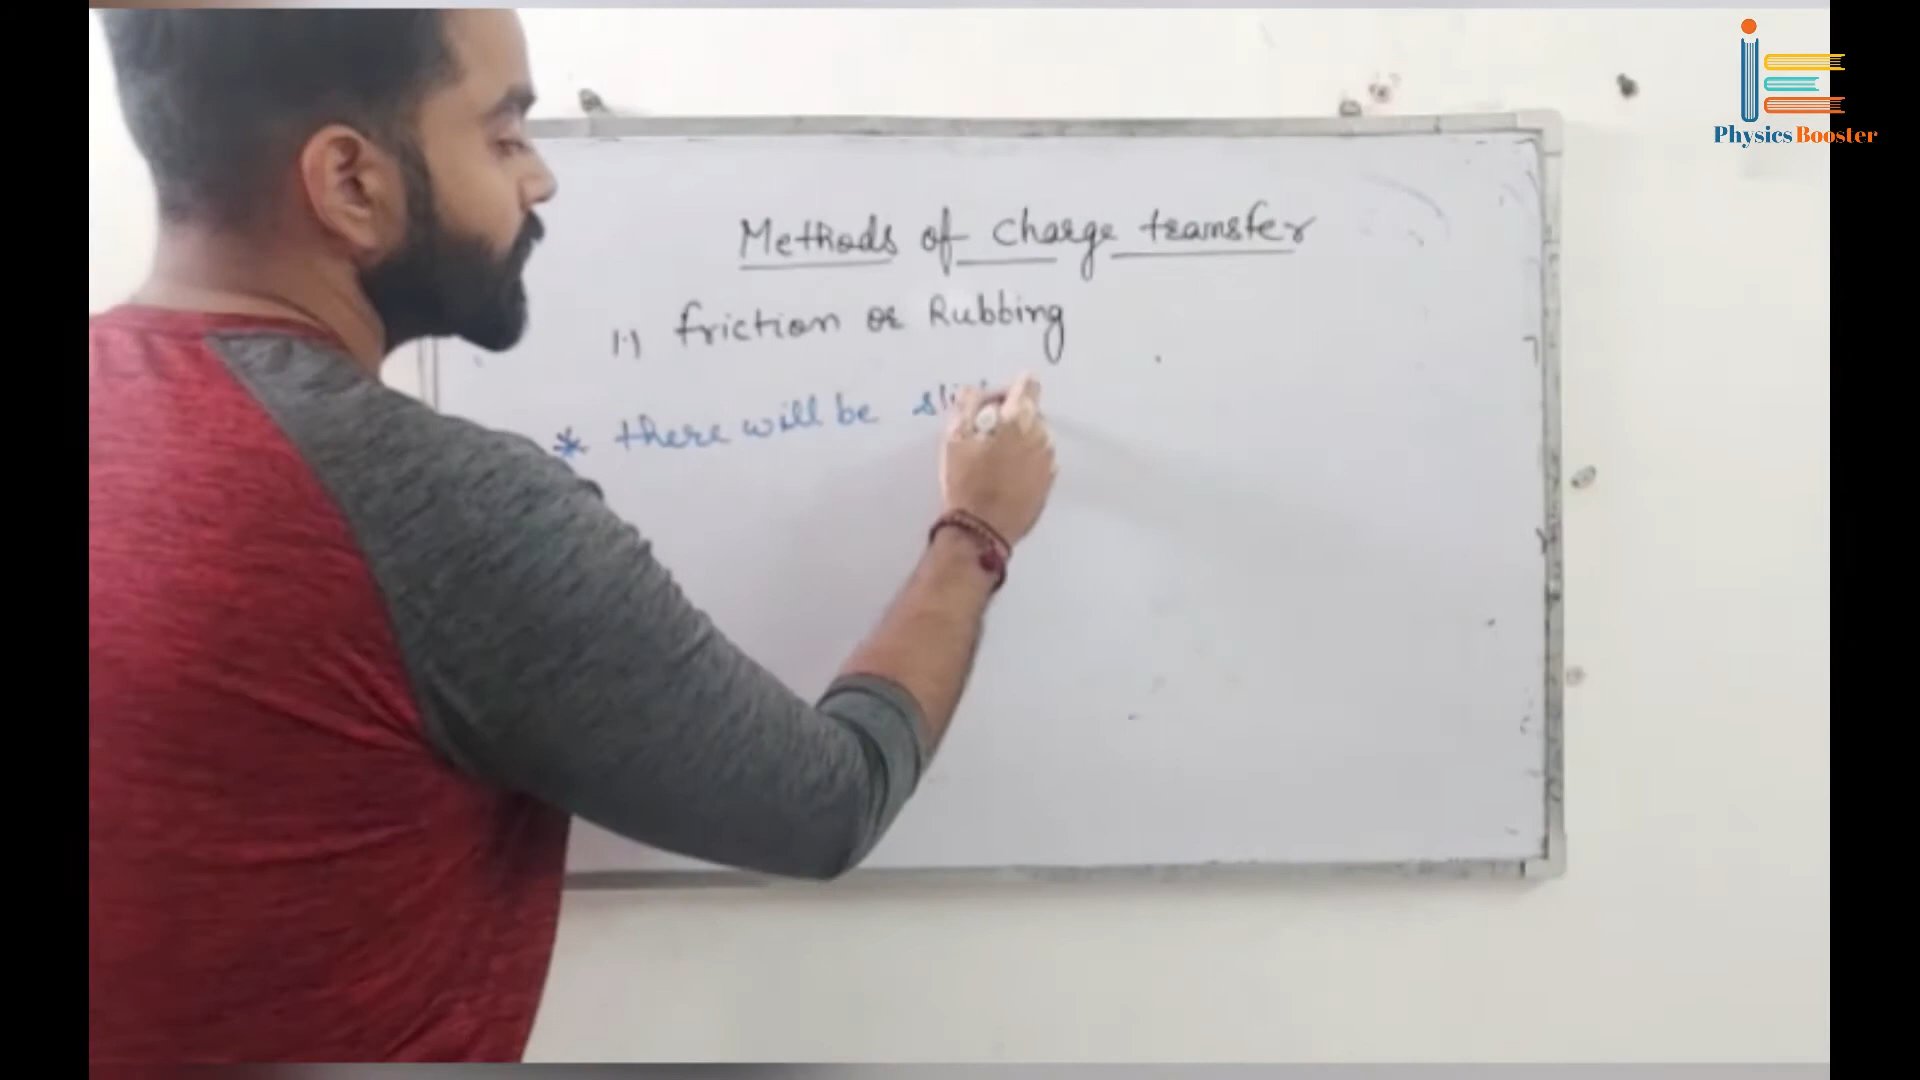 Physics Booster
Methods of charge transfer
1.) friction or Rubbing
* there will be